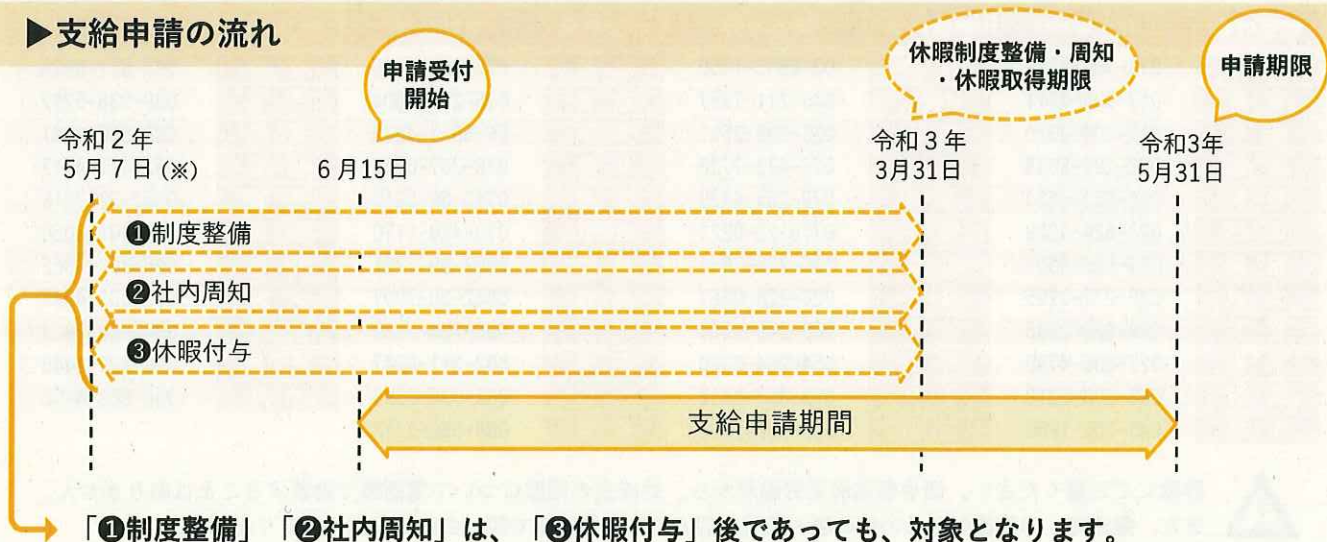 ▶支給申請の流れ
申請受付
開始
休暇制度整備・周知
・休暇取得期限
申請期限
令和2年
5月7日(※)
6月15日
令和3年
3月31日
令和3年
5月31日
❶制度整備
❷社内周知
❸休暇付与
支給申請期間
「❶制度整備」「❷社内周知」は、「❸休暇付与」後であっても、対象となります。